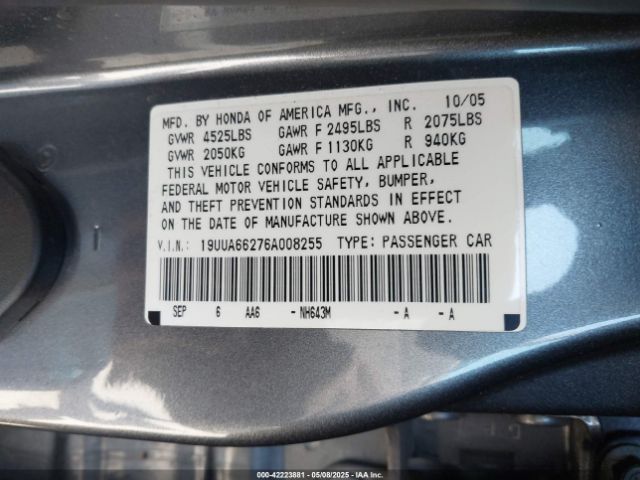 MFD. BY HONDA OF AMERICA MFG., INC. 10/05
GVWR 4525LBS GAWR F 2495LBS R 2075LBS
GVWR 2050KG GAWR F 1130KG R 940KG
THIS VEHICLE CONFORMS TO ALL APPLICABLE
FEDERAL MOTOR VEHICLE SAFETY, BUMPER,
AND THEFT PREVENTION STANDARDS IN EFFECT
ON THE DATE OF MANUFACTURE SHOWN ABOVE.
V.I.N.: 19UUA66276A008255 TYPE: PASSENGER CAR
SEP 6 AA6 - NH643M - A - A
000-42223881 - 05/08/2025 - IAAI.COM